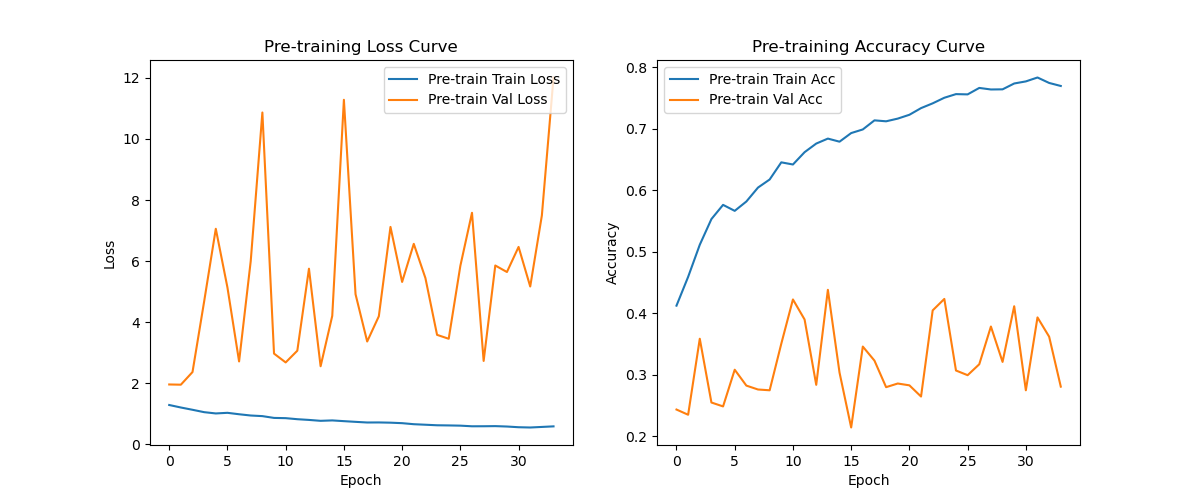 Pre-training Loss Curve
Pre-train Train Loss
Pre-train Val Loss
12
10
8
6
4
2
0
Loss
0
5
10
15
20
25
30
Epoch
Pre-training Accuracy Curve
Pre-train Train Acc
Pre-train Val Acc
0.8
0.7
0.6
0.5
0.4
0.3
0.2
Accuracy
0
5
10
15
20
25
30
Epoch